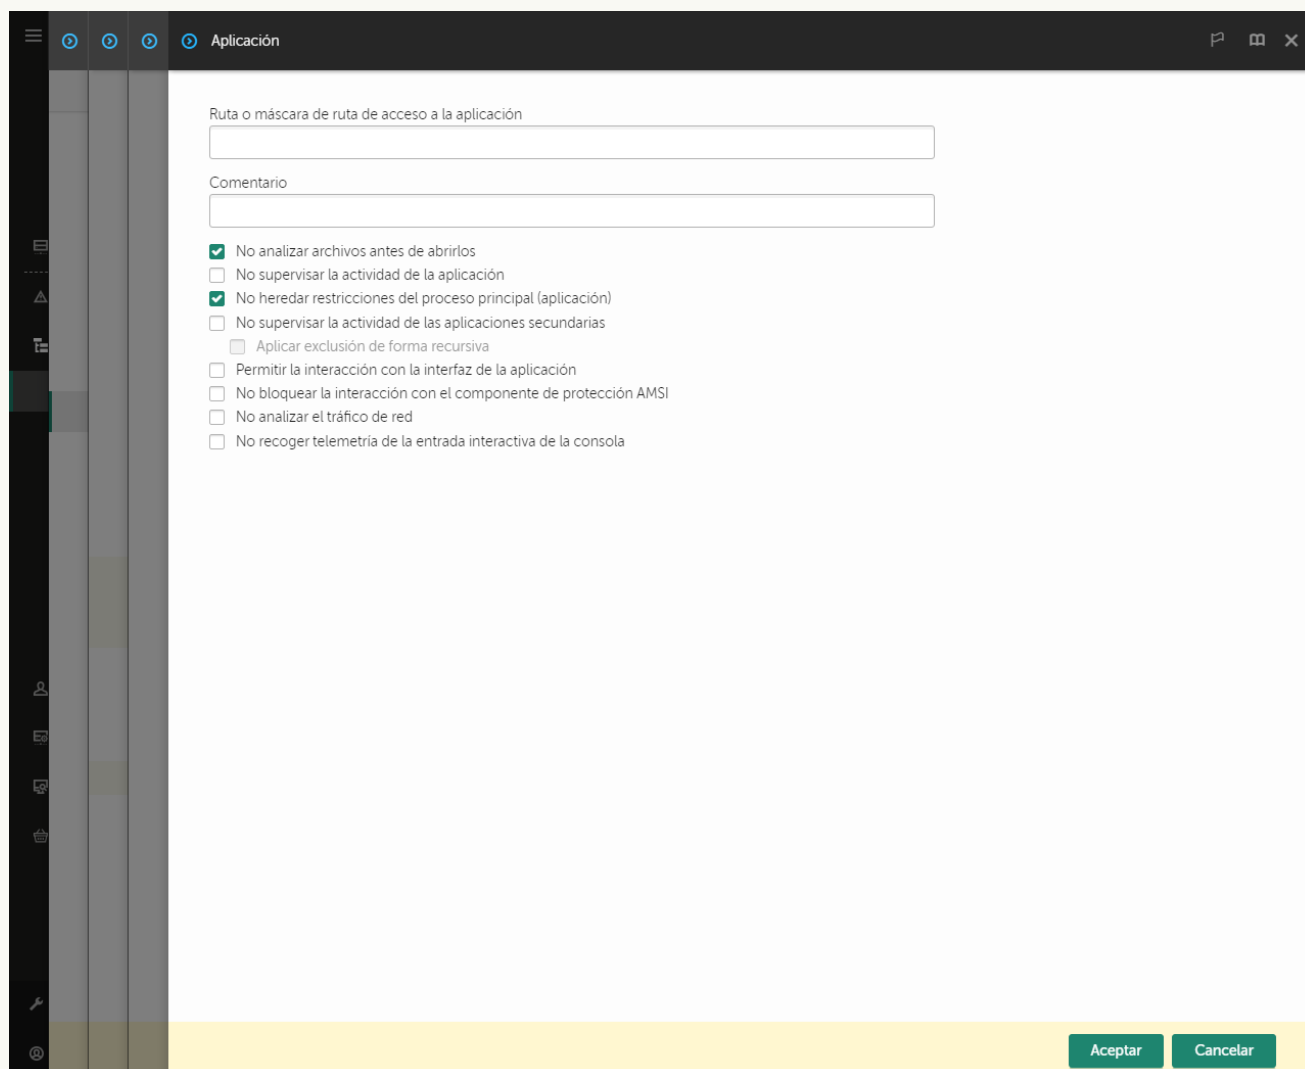 Aplicación
Ruta o máscara de ruta de acceso a la aplicación
Comentario
No analizar archivos antes de abrirlos
No supervisar la actividad de la aplicación
No heredar restricciones del proceso principal (aplicación)
No supervisar la actividad de las aplicaciones secundarias
Aplicar exclusión de forma recursiva
Permitir la interacción con la interfaz de la aplicación
No bloquear la interacción con el componente de protección AMSI
No analizar el tráfico de red
No recoger telemetría de la entrada interactiva de la consola
Aceptar Cancelar